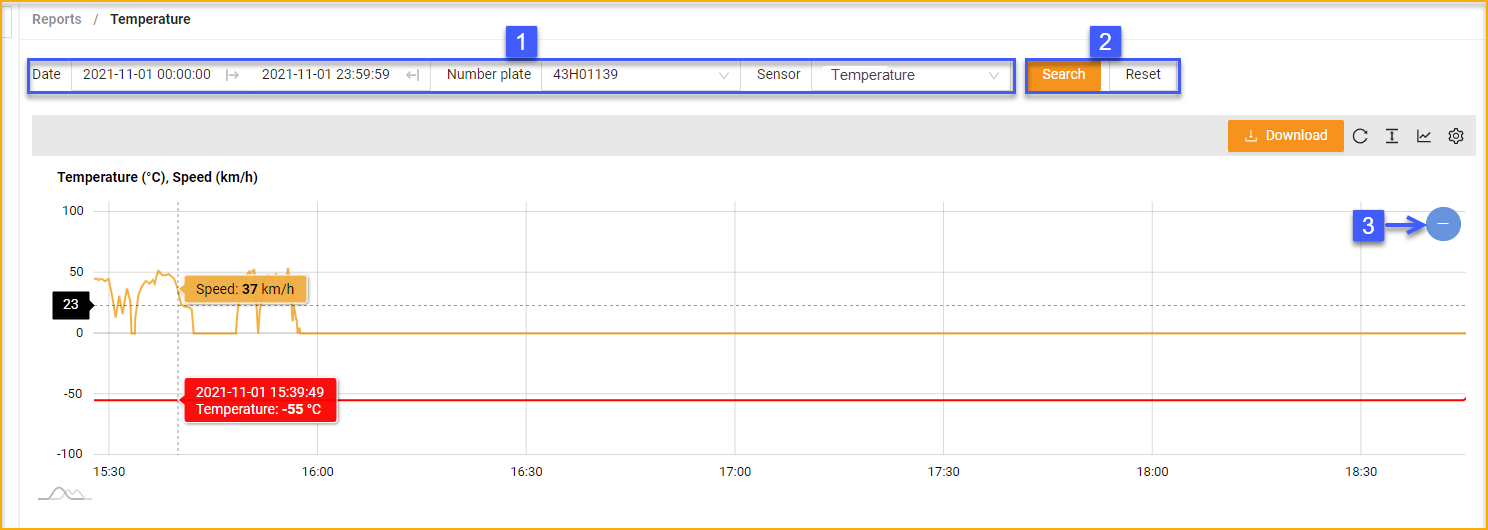 Reports / Temperature
1
2
Date 2021-11-01 00:00:00 2021-11-01 23:59:59 Number plate 43H01139 Sensor Temperature Search Reset
Download
Temperature (°C), Speed (km/h)
100
3
50
Speed: 37 km/h
23
0
2021-11-01 15:39:49
-50
Temperature: -55 °C
-100
15:30 16:00 16:30 17:00 17:30 18:00 18:30